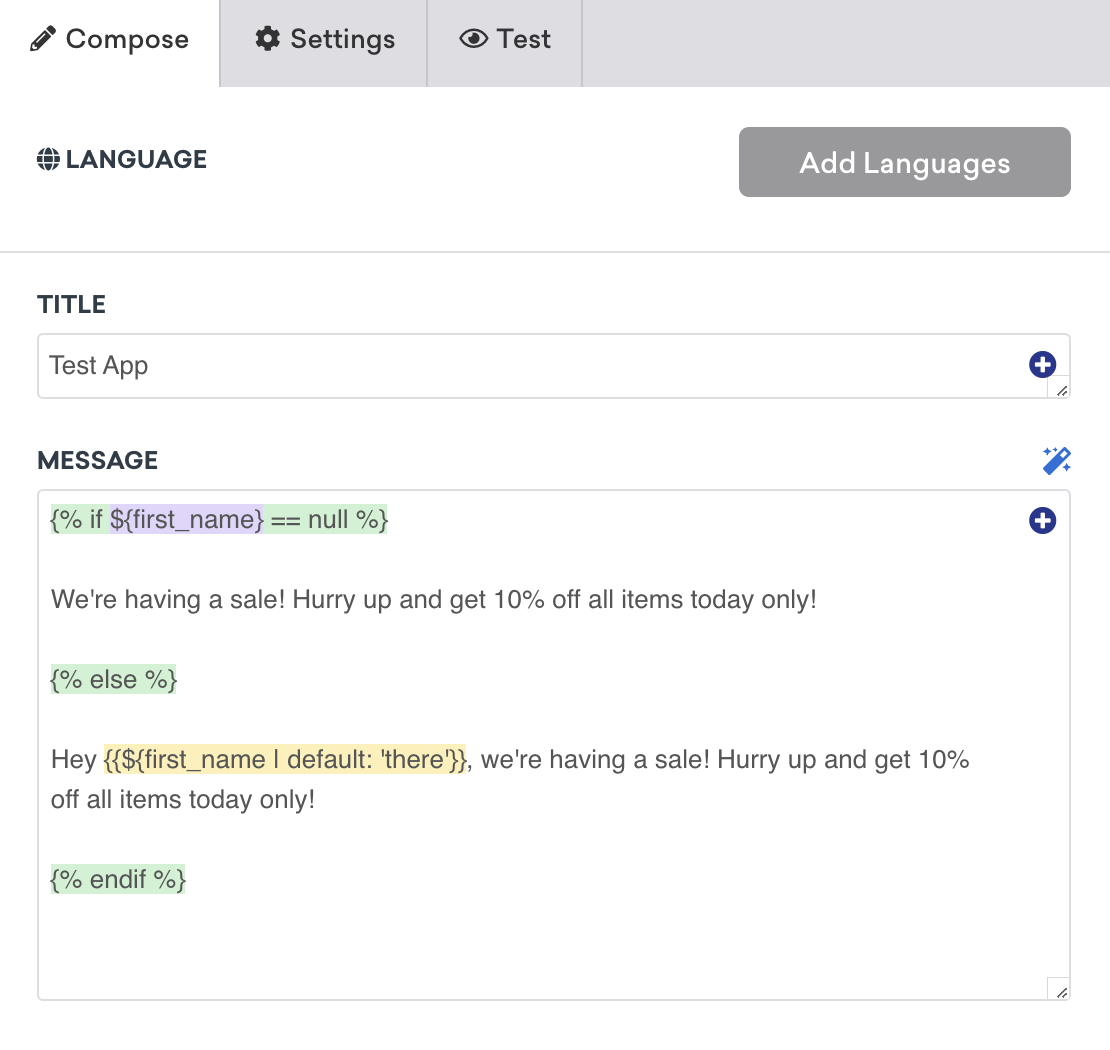 Compose
Settings
Test
LANGUAGE
Add Languages
TITLE
Test App
MESSAGE
{% if ${first_name} == null %}
We're having a sale! Hurry up and get 10% off all items today only!
{% else %}
Hey {{${first_name | default: 'there'}}, we're having a sale! Hurry up and get 10%
off all items today only!
{% endif %}